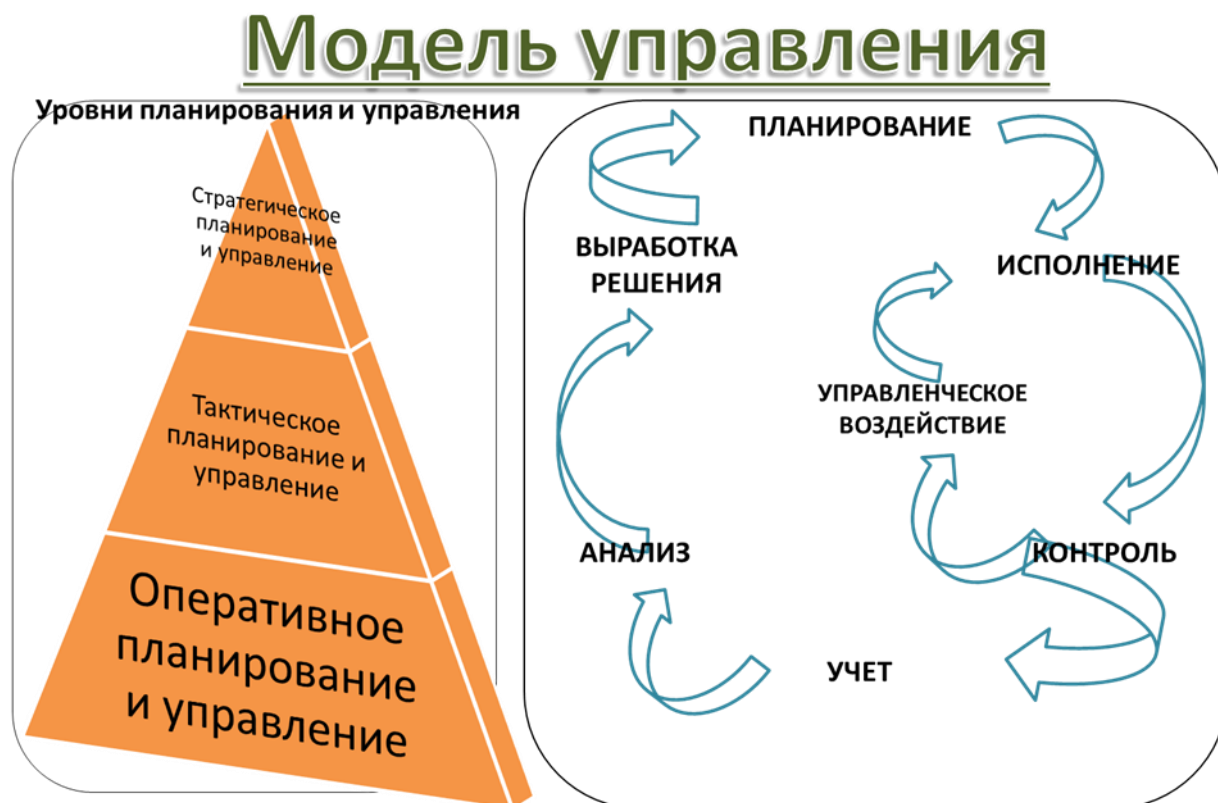 Модель управления
Уровни планирования и управления
Стратегическое
планирование
и управление
Тактическое
планирование и
управление
Оперативное
планирование
и управление
ПЛАНИРОВАНИЕ
ВЫРАБОТКА
РЕШЕНИЯ
ИСПОЛНЕНИЕ
УПРАВЛЕНЧЕСКОЕ
ВОЗДЕЙСТВИЕ
АНАЛИЗ
КОНТРОЛЬ
УЧЕТ